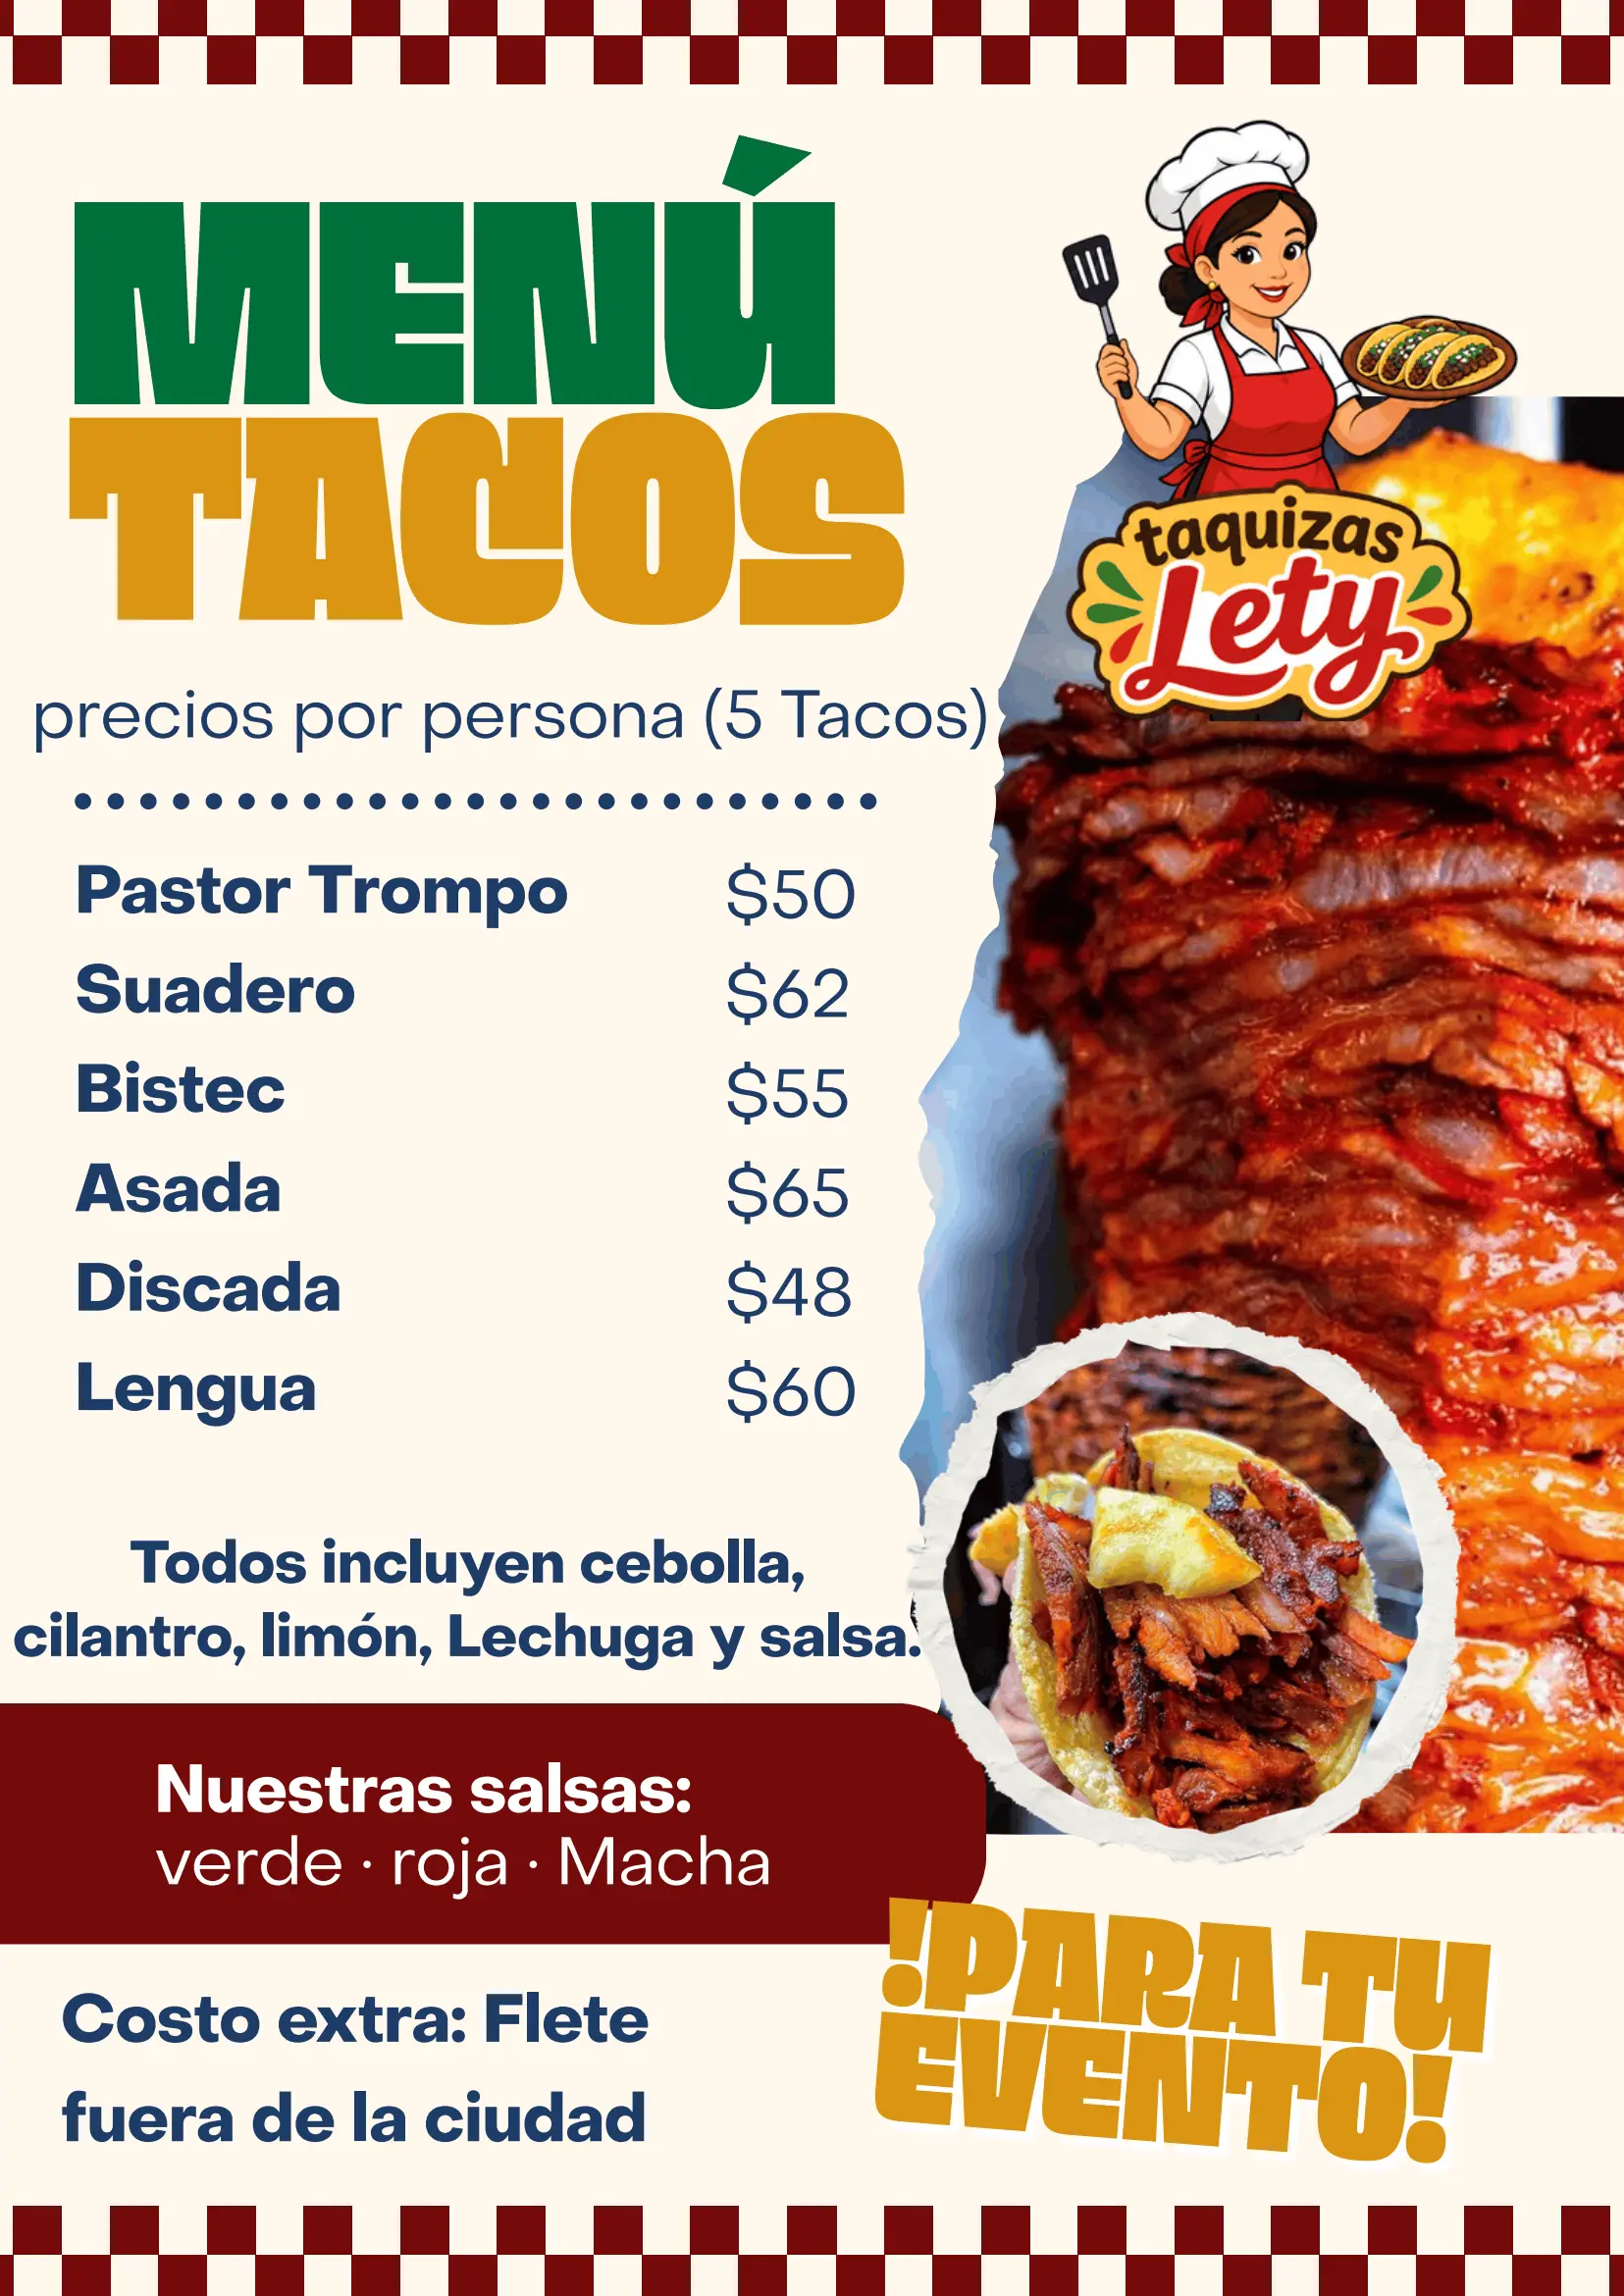 MENÚ
TACOS
taquizas
Lety
precios por persona (5 Tacos)
Pastor Trompo $50
Suadero $62
Bistec $55
Asada $65
Discada $48
Lengua $60
Todos incluyen cebolla,
cilantro, limón, Lechuga y salsa.
Nuestras salsas:
verde · roja · Macha
Costo extra: Flete
fuera de la ciudad
!PARA TU
EVENTO!